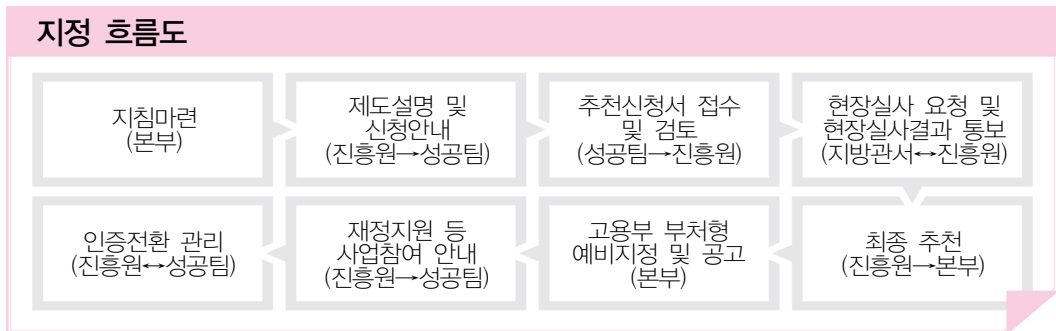 지정 흐름도
지침마련
(본부)
제도설명 및
신청안내
(진흥원→성공팀)
추천신청서 접수
및 검토
(성공팀→진흥원)
현장실사 요청 및
현장실사결과 통보
(지방관서↔진흥원)
최종 추천
(진흥원→본부)
고용부 부처형
예비지정 및 공고
(본부)
재정지원 등
사업참여 안내
(진흥원→성공팀)
인증전환 관리
(진흥원↔성공팀)